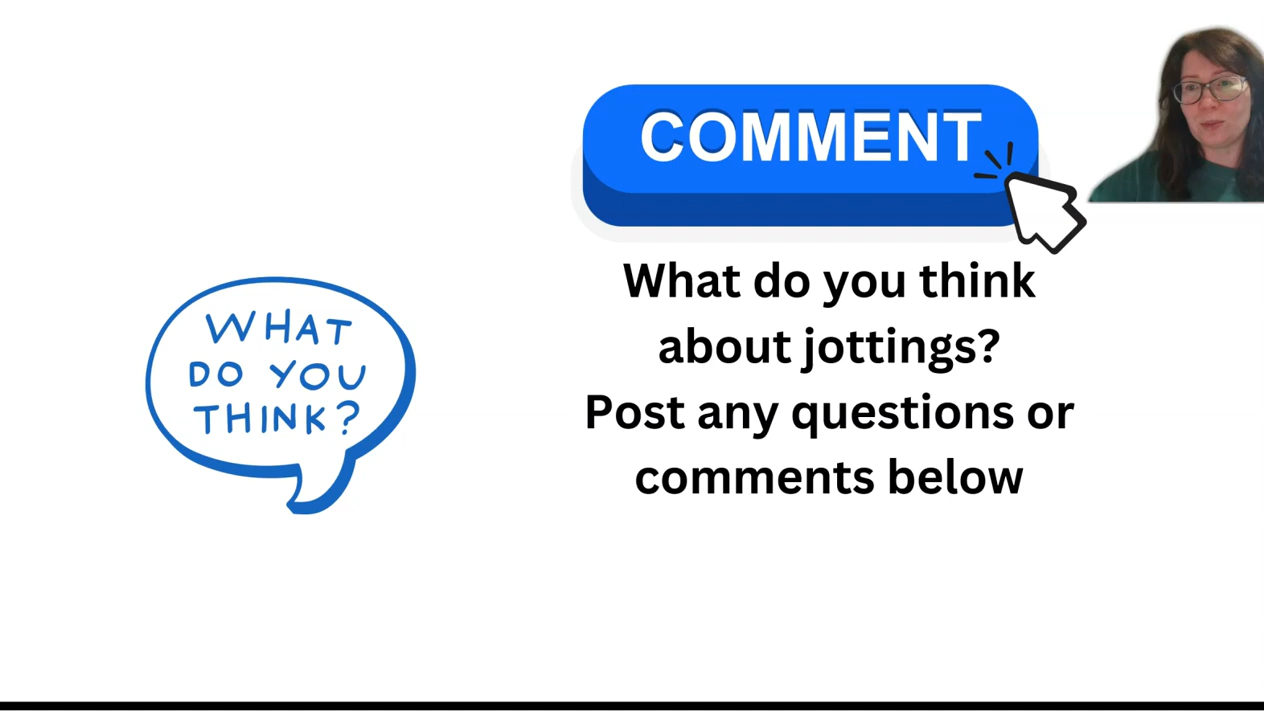 COMMENT
What do you think
about jottings?
Post any questions or
comments below
WHAT
DO YOU
THINK?